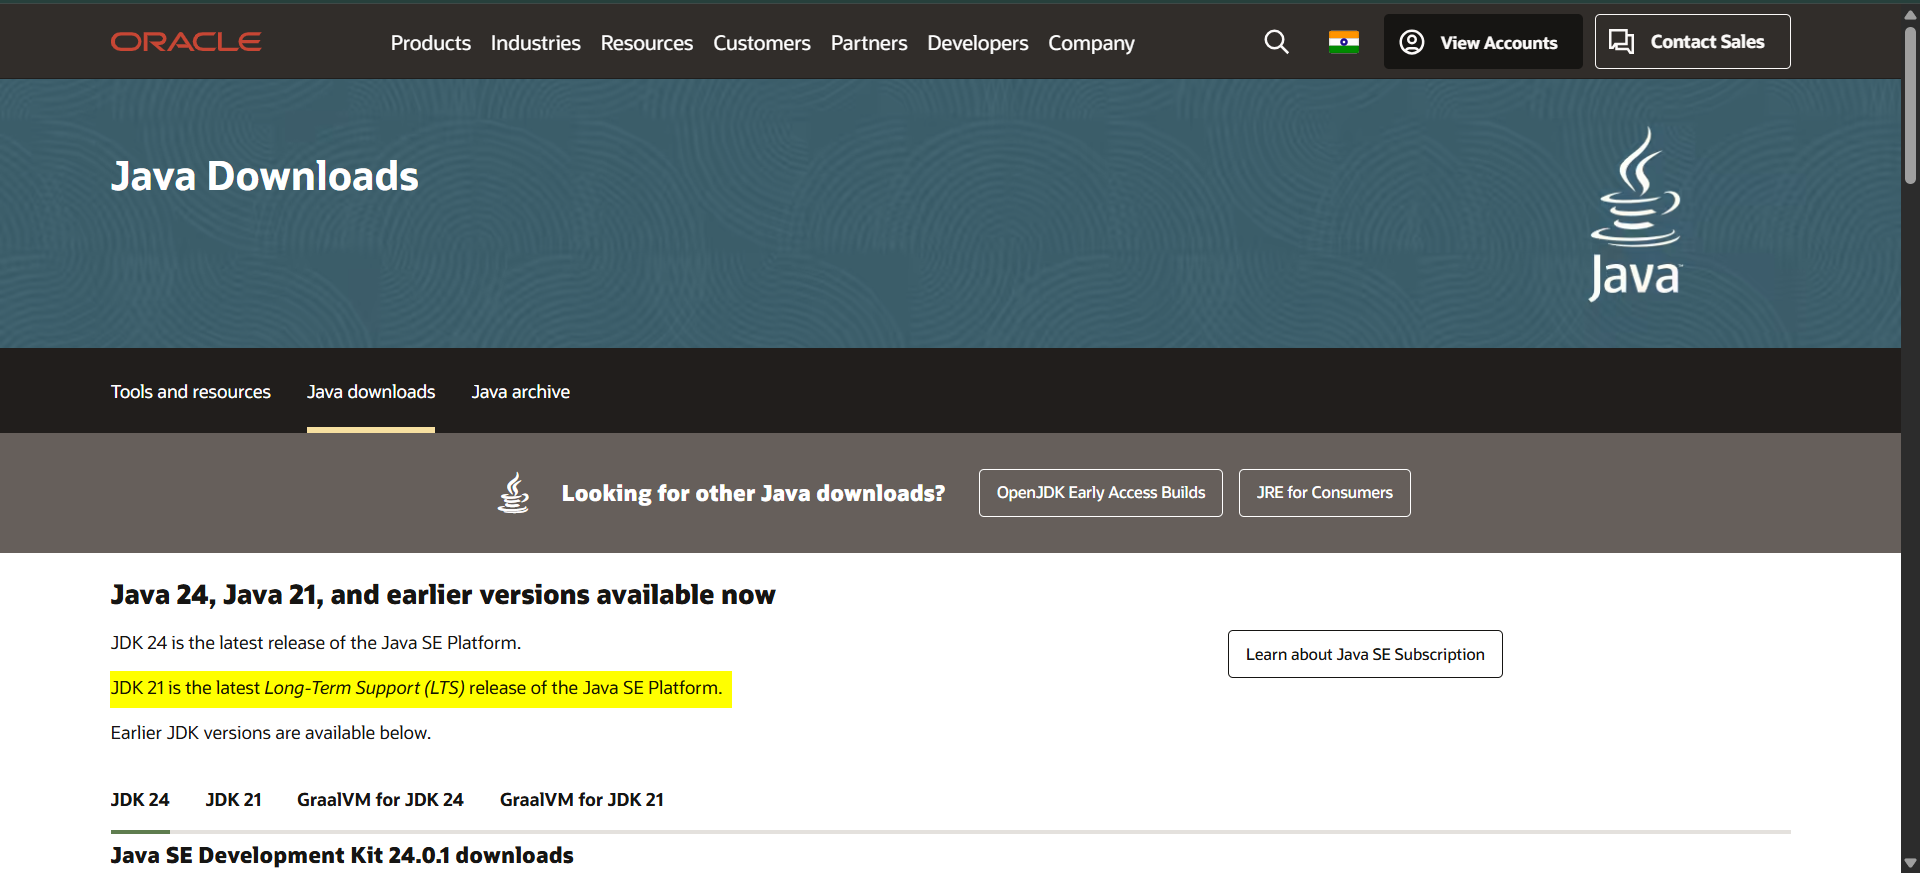 ORACLE
Products Industries Resources Customers Partners Developers Company
View Accounts
Contact Sales
Java Downloads
Java
Tools and resources Java downloads Java archive
Looking for other Java downloads?
OpenJDK Early Access Builds
JRE for Consumers
Java 24, Java 21, and earlier versions available now
JDK 24 is the latest release of the Java SE Platform.
Learn about Java SE Subscription
JDK 21 is the latest Long-Term Support (LTS) release of the Java SE Platform.
Earlier JDK versions are available below.
JDK 24 JDK 21 GraalVM for JDK 24 GraalVM for JDK 21
Java SE Development Kit 24.0.1 downloads